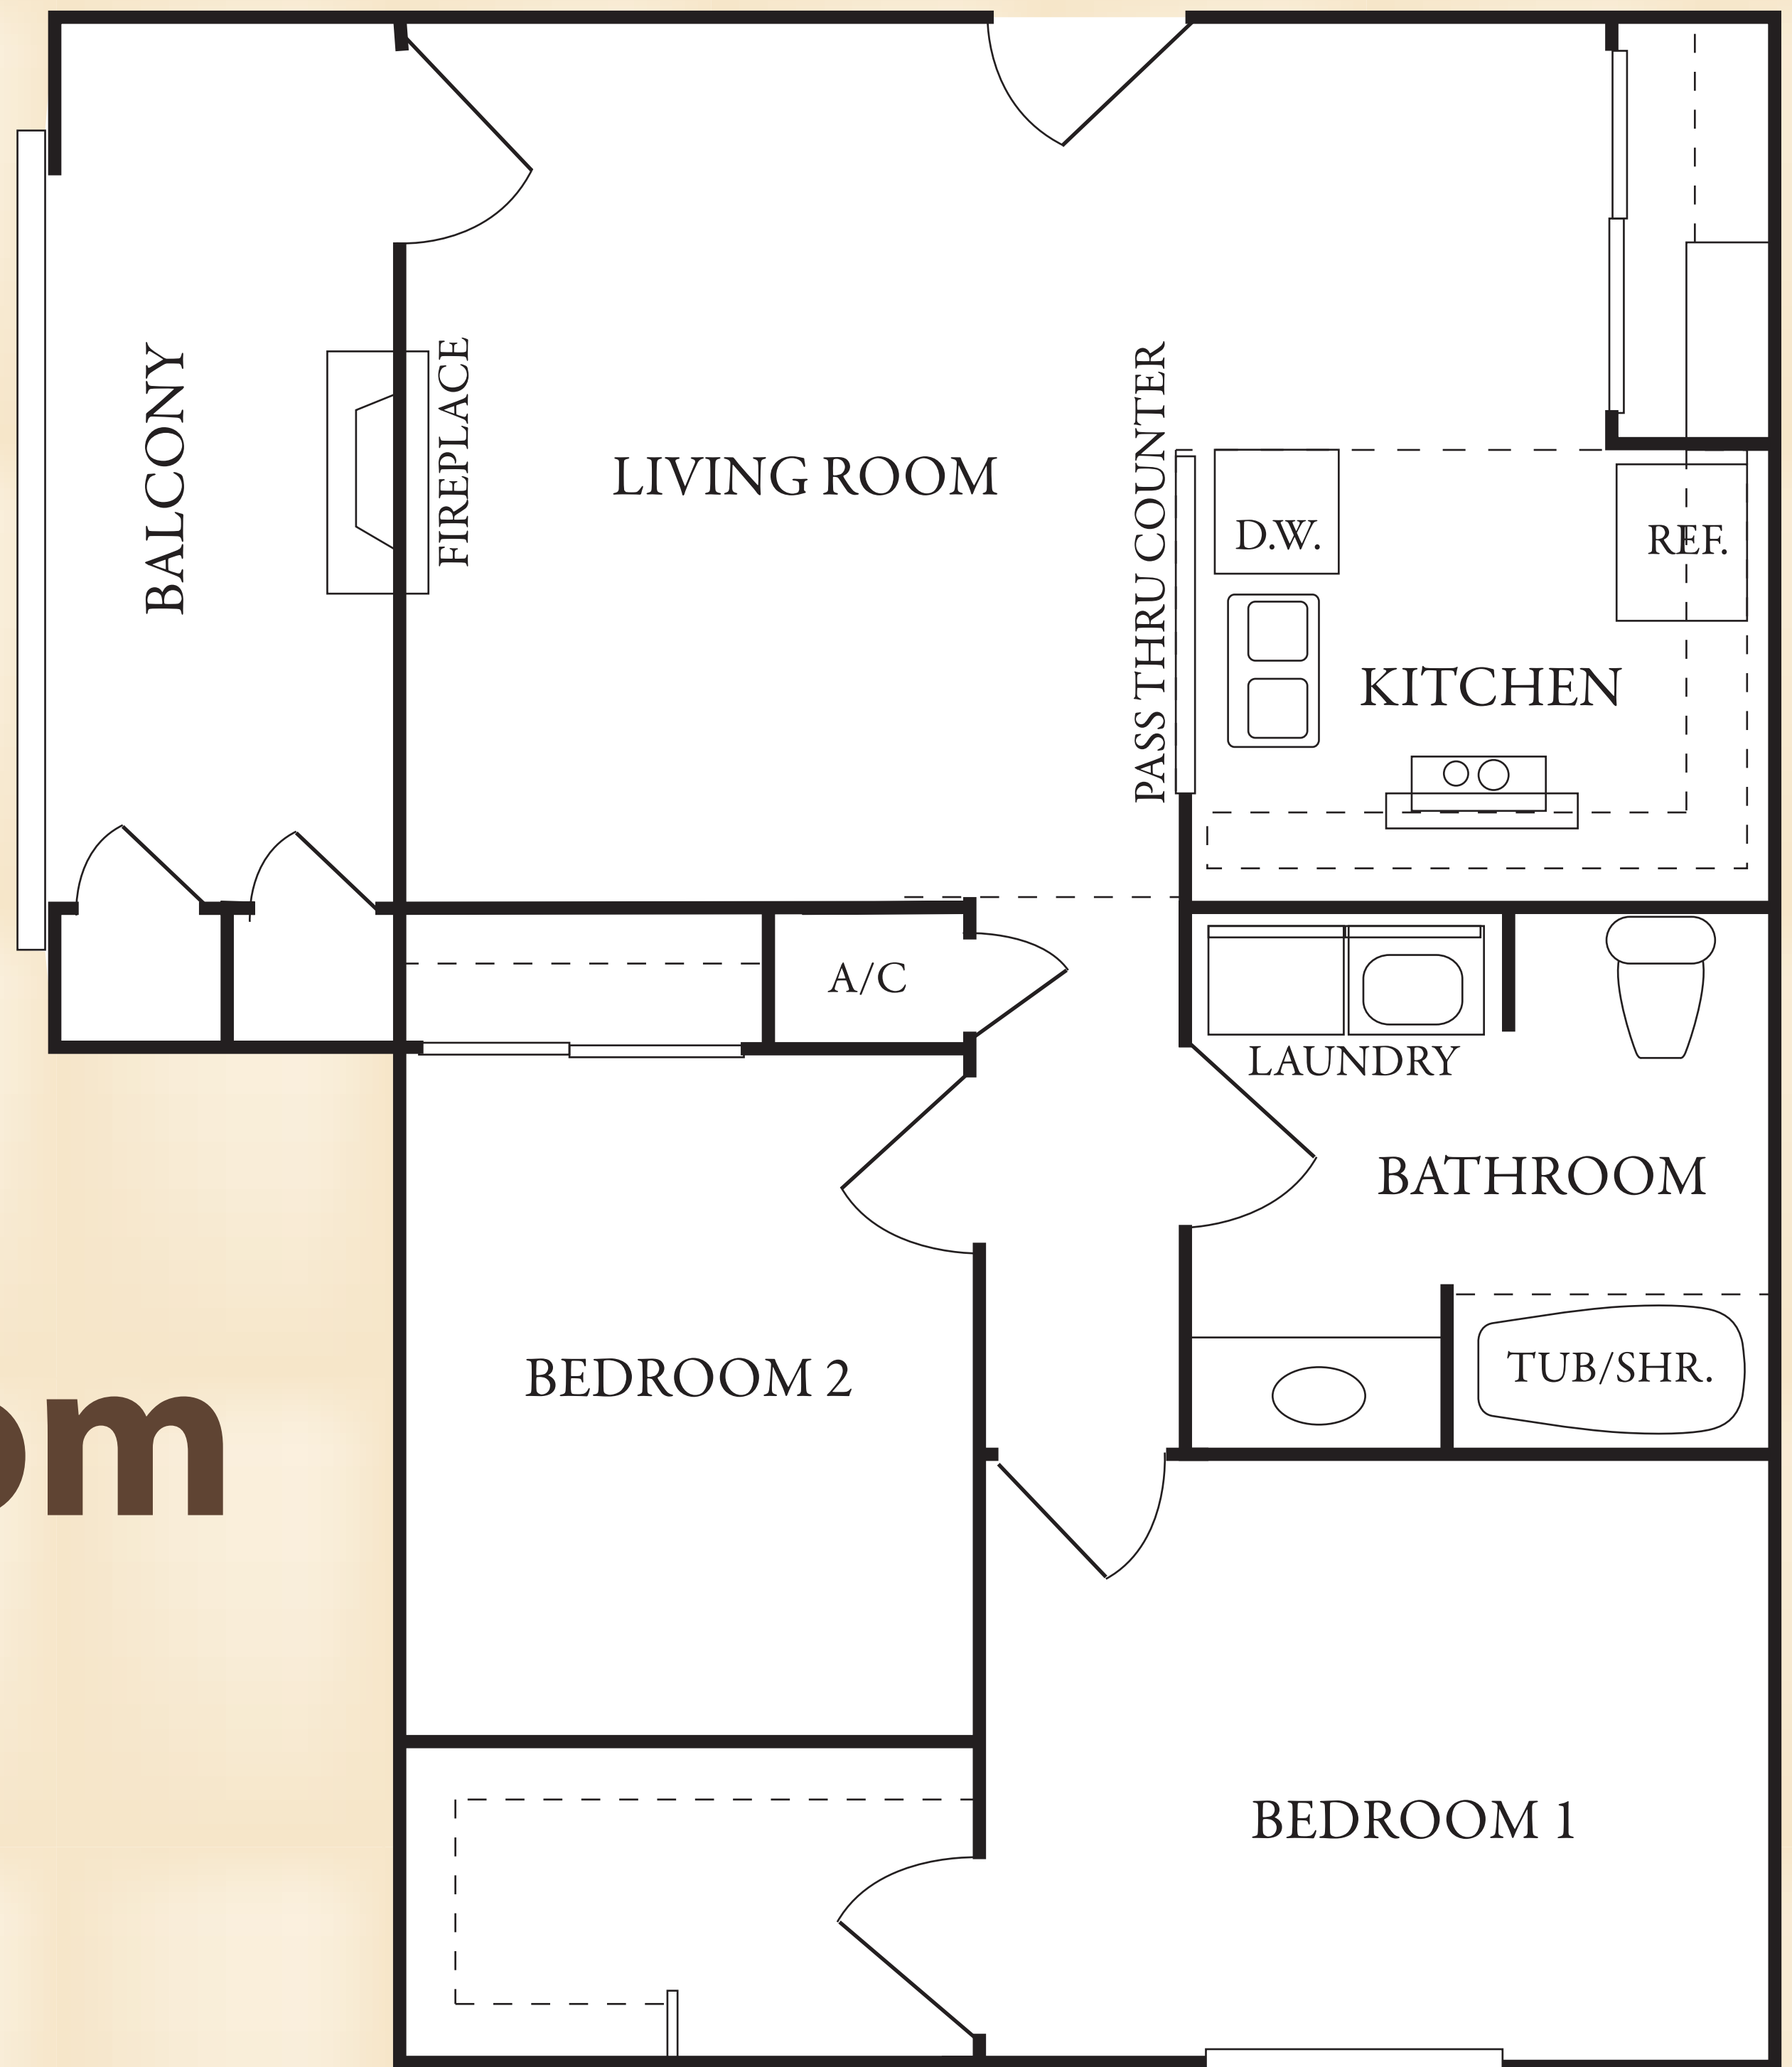 BALCONY
FIREPLACE
LIVING ROOM
PASS THRU COUNTER
D.W.
REF.
KITCHEN
A/C
LAUNDRY
BATHROOM
BEDROOM 2
TUB/SHR.
om
BEDROOM 1